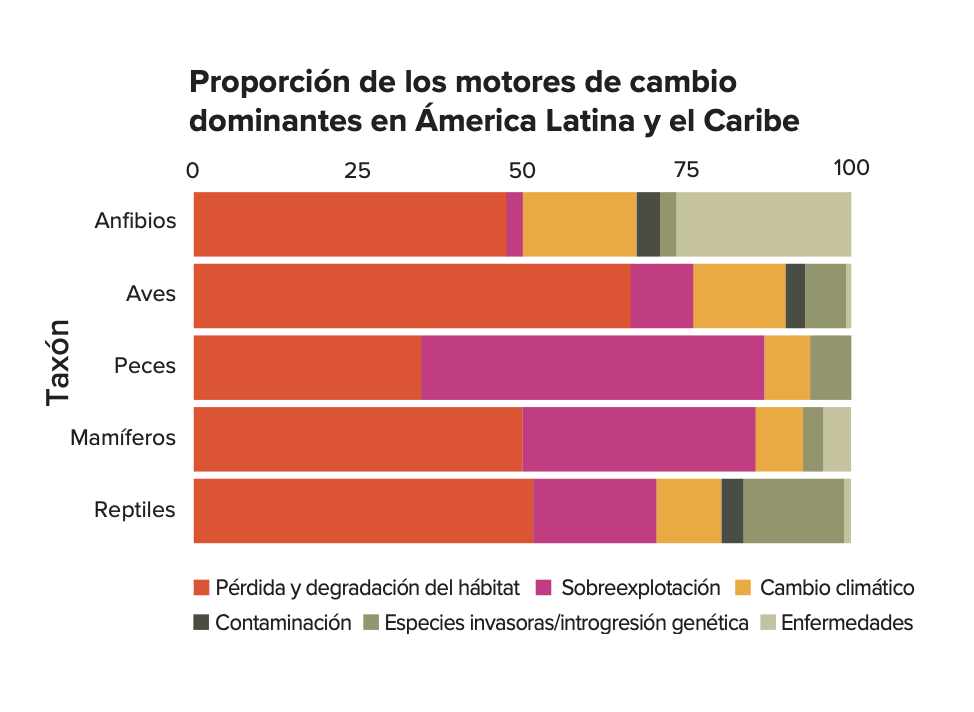 Proporción de los motores de cambio
dominantes en Ámerica Latina y el Caribe
0 25 50 75 100
Taxón
Anfibios
Aves
Peces
Mamíferos
Reptiles
Pérdida y degradación del hábitat Sobreexplotación Cambio climático
Contaminación Especies invasoras/introgresión genética Enfermedades